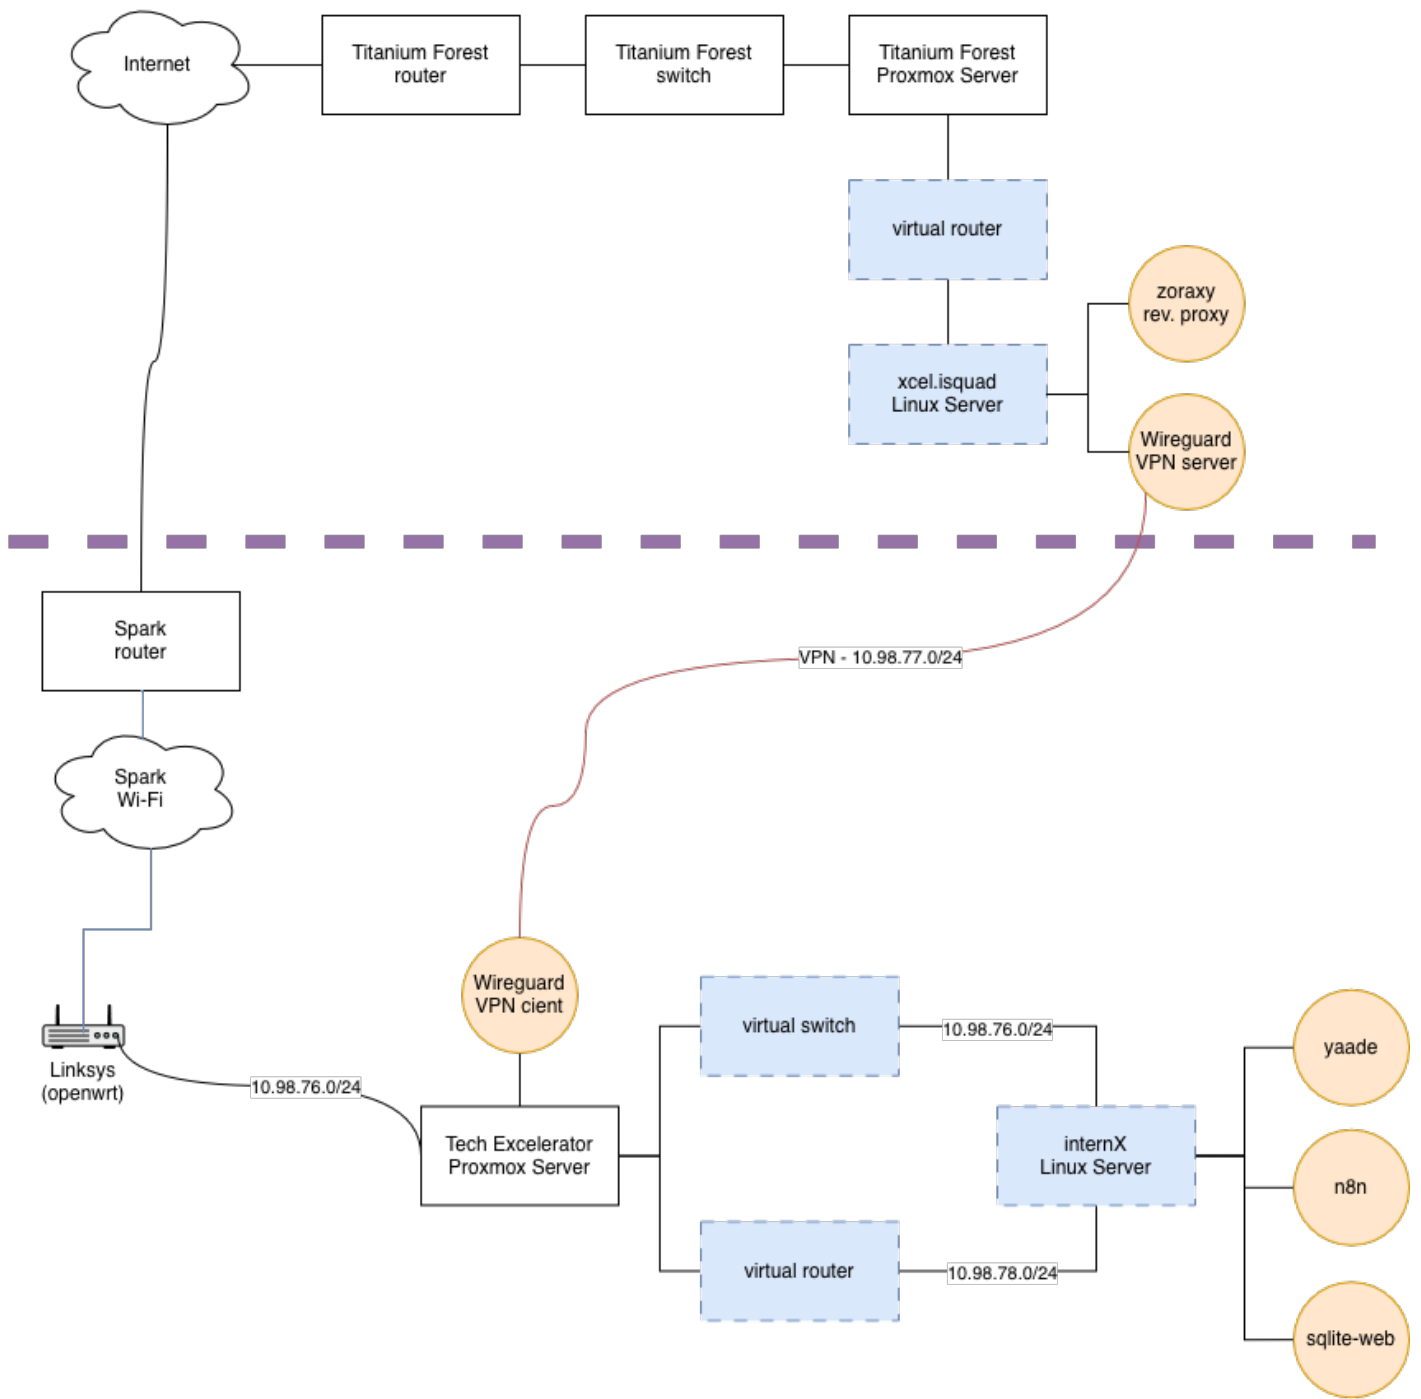 Internet
Titanium Forest
router
Titanium Forest
switch
Titanium Forest
Proxmox Server
virtual router
zoraxy
rev. proxy
xcel.isquad
Linux Server
Wireguard
VPN server
Spark
router
VPN - 10.98.77.0/24
Spark
Wi-Fi
Wireguard
VPN cient
virtual switch
10.98.76.0/24
yaade
Linksys
(openwrt)
10.98.76.0/24
Tech Excelerator
Proxmox Server
internX
Linux Server
n8n
virtual router
10.98.78.0/24
sqlite-web